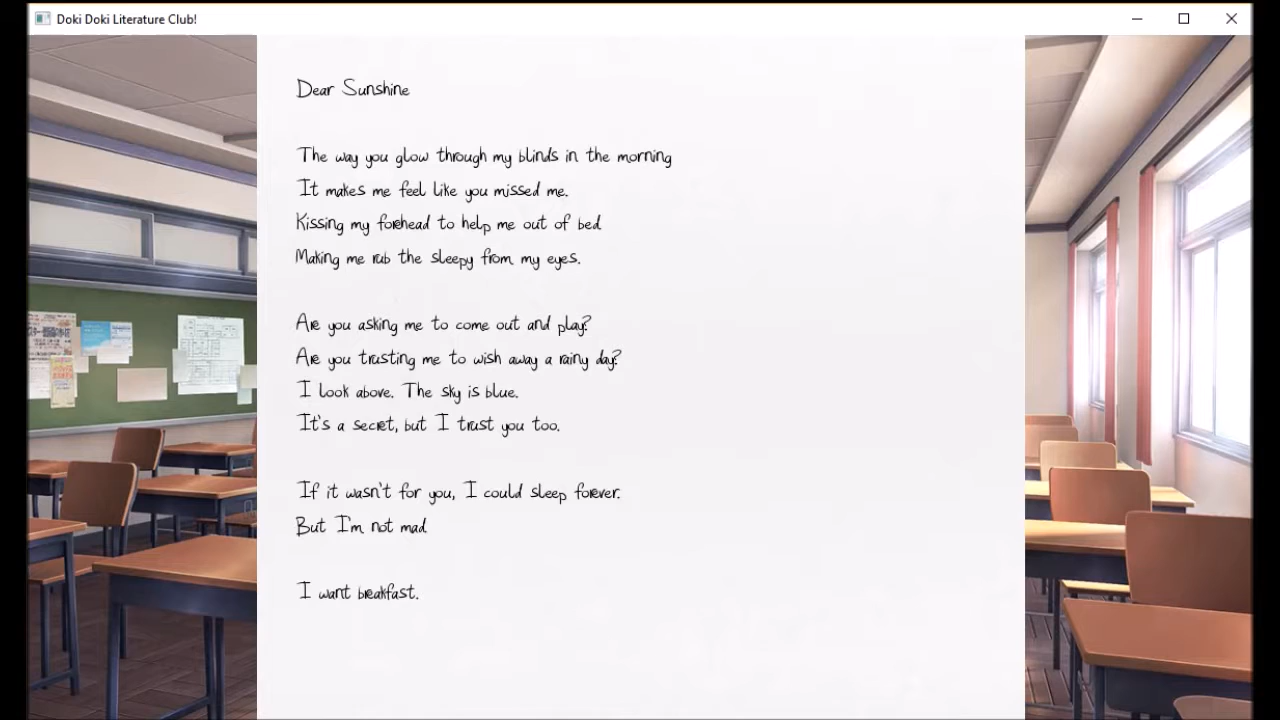 Doki Doki Literature Club!
Dear Sunshine
The way you glow through my blinds in the morning
It makes me feel like you missed me.
Kissing my forehead to help me out of bed
Making me rub the sleepy from my eyes.
Are you asking me to come out and play?
Are you trusting me to wish away a rainy day?
I look above. The sky is blue.
It's a secret, but I trust you too.
If it wasn't for you, I could sleep forever.
But I'm not mad
I want breakfast.